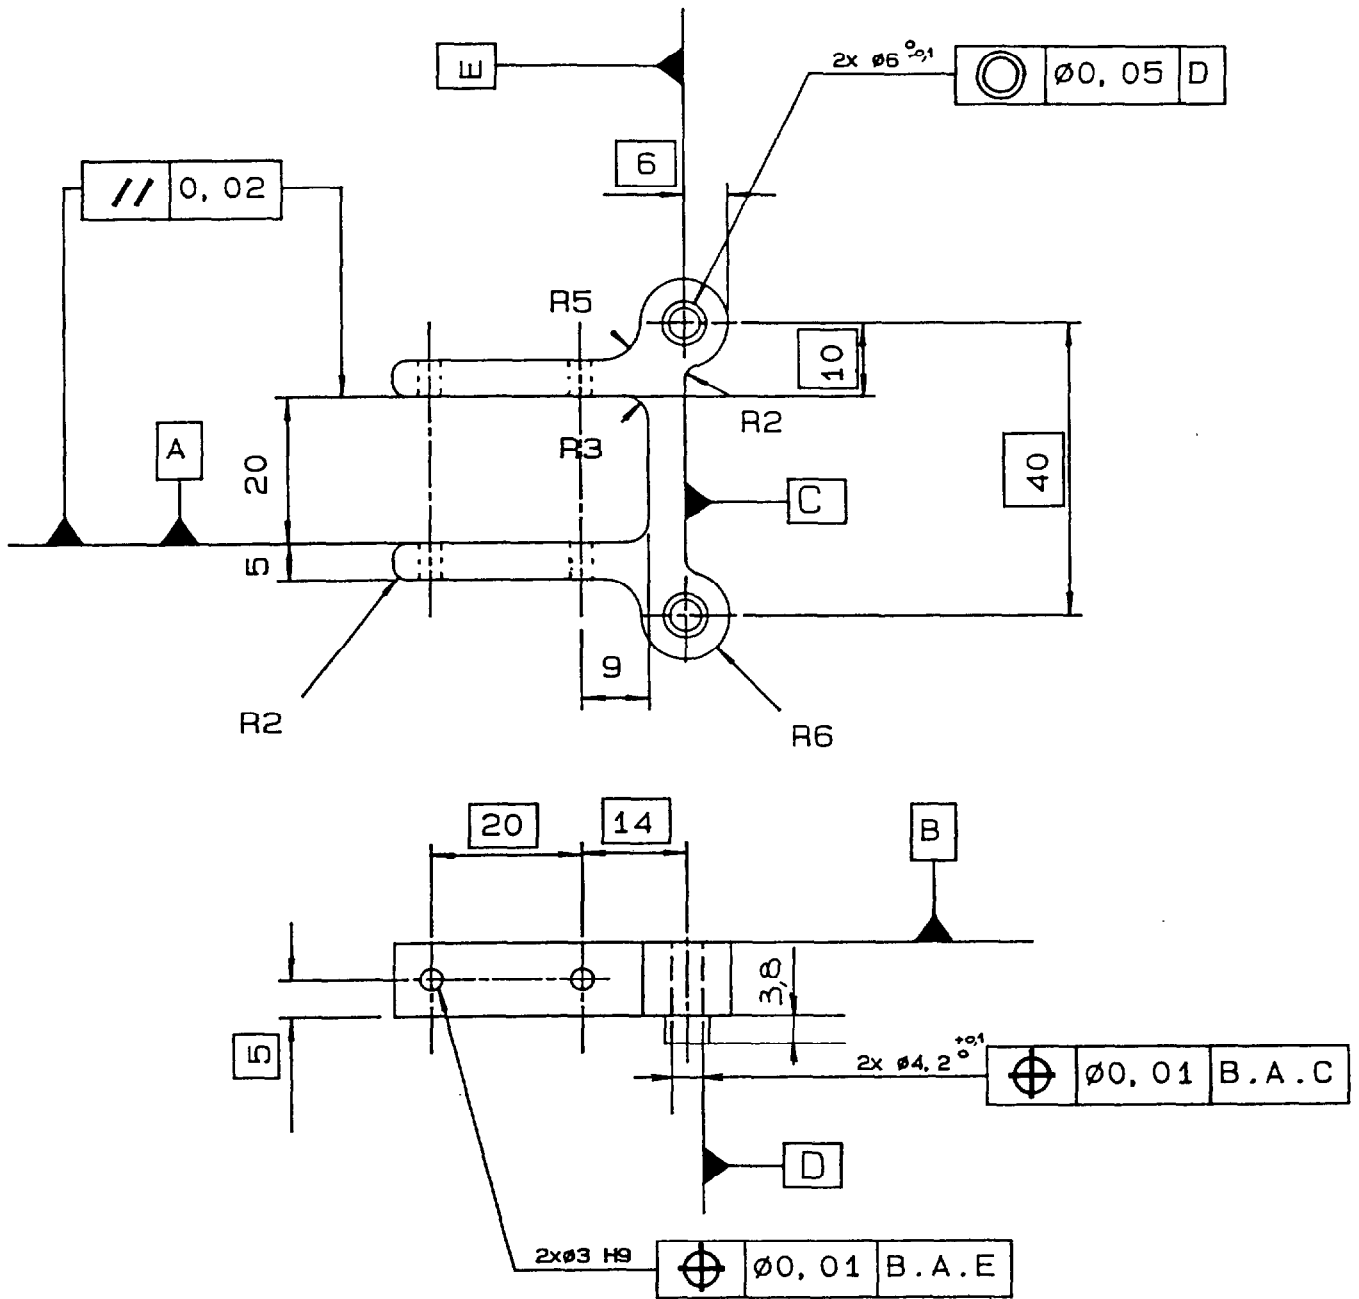 E
2x ø6 0 -0,1
ø0,05 D
6
// 0,02
R5
10
R2
A
20
R3
C
40
5
9
R2
R6
20
14
B
3,8
5
2x ø4,2 +0,1 0
ø0,01 B.A.C
D
2xø3 H9
ø0,01 B.A.E